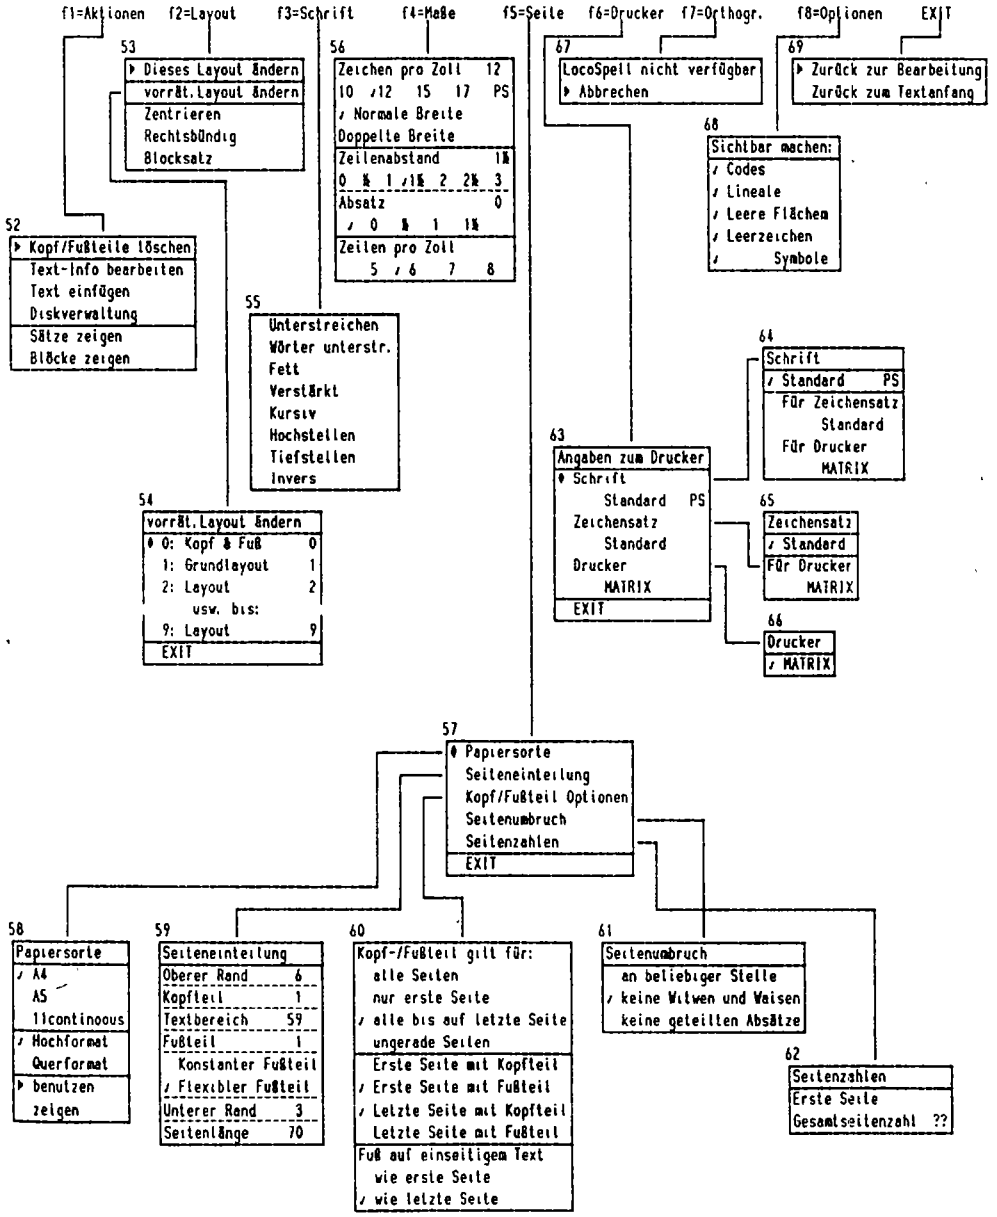 f1=Aktionen f2=Layout f3=Schrift f4=Maße f5=Seite f6=Drucker f7=Orthogr. f8=Optionen EXIT
52
Kopf/Fußteile löschen
Text-Info bearbeiten
Text einfügen
Diskverwaltung
Sätze zeigen
Blöcke zeigen
53
Dieses Layout ändern
vorrät.Layout ändern
Zentrieren
Rechtsbündig
Blocksatz
54
vorrät.Layout ändern
0: Kopf & Fuß 0
1: Grundlayout 1
2: Layout 2
usw. bis:
9: Layout 9
EXIT
55
Unterstreichen
Wörter unterstr.
Fett
Verstärkt
Kursiv
Hochstellen
Tiefstellen
Invers
56
Zeichen pro Zoll 12
10 ✓12 15 17 PS
✓ Normale Breite
Doppelte Breite
Zeilenabstand 1½
0 ½ 1 ✓1½ 2 2½ 3
Absatz 0
✓ 0 ½ 1 1½
Zeilen pro Zoll
5 ✓ 6 7 8
67
LocoSpell nicht verfügbar
Abbrechen
69
Zurück zur Bearbeitung
Zurück zum Textanfang
68
Sichtbar machen:
✓ Codes
✓ Lineale
✓ Leere Flächem
✓ Leerzeichen
✓ Symbole
63
Angaben zum Drucker
Schrift
Standard PS
Zeichensatz
Standard
Drucker
MATRIX
EXIT
64
Schrift
✓ Standard PS
Für Zeichensatz
Standard
Für Drucker
MATRIX
65
Zeichensatz
✓ Standard
Für Drucker
MATRIX
66
Drucker
✓ MATRIX
57
Papiersorte
Seiteneinteilung
Kopf/Fußteil Optionen
Seitenumbruch
Seitenzahlen
EXIT
58
Papiersorte
✓ A4
A5
11continoous
✓ Hochformat
Querformat
benutzen
zeigen
59
Seiteneinteilung
Oberer Rand 6
Kopfteil 1
Textbereich 59
Fußteil 1
Konstanter Fußteil
✓ Flexibler Fußteil
Unterer Rand 3
Seitenlänge 70
60
Kopf-/Fußteil gilt für:
alle Seiten
nur erste Seite
✓ alle bis auf letzte Seite
ungerade Seiten
Erste Seite mit Kopfteil
✓ Erste Seite mit Fußteil
✓ Letzte Seite mit Kopfteil
Letzte Seite mit Fußteil
Fuß auf einseitigem Text
wie erste Seite
✓ wie letzte Seite
61
Seitenumbruch
an beliebiger Stelle
✓ keine Witwen und Waisen
keine geteilten Absätze
62
Seitenzahlen
Erste Seite
Gesamtseitenzahl ??